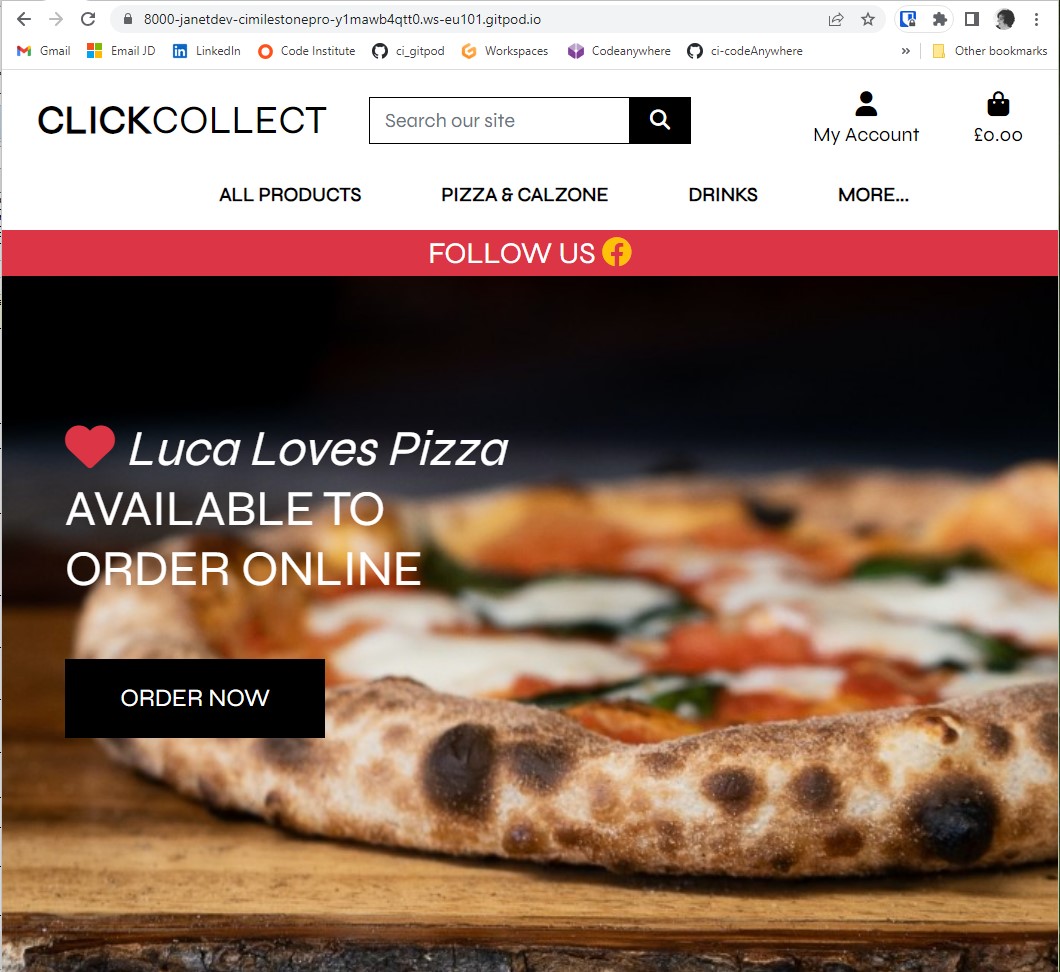 8000-janetdev-cimilestonepro-y1mawb4qtt0.ws-eu101.gitpod.io
Gmail Email JD LinkedIn Code Institute ci_gitpod Workspaces Codeanywhere ci-codeAnywhere » Other bookmarks
CLICKCOLLECT Search our site
My Account £0.00
ALL PRODUCTS PIZZA & CALZONE DRINKS MORE...
FOLLOW US
Luca Loves Pizza
AVAILABLE TO
ORDER ONLINE
ORDER NOW